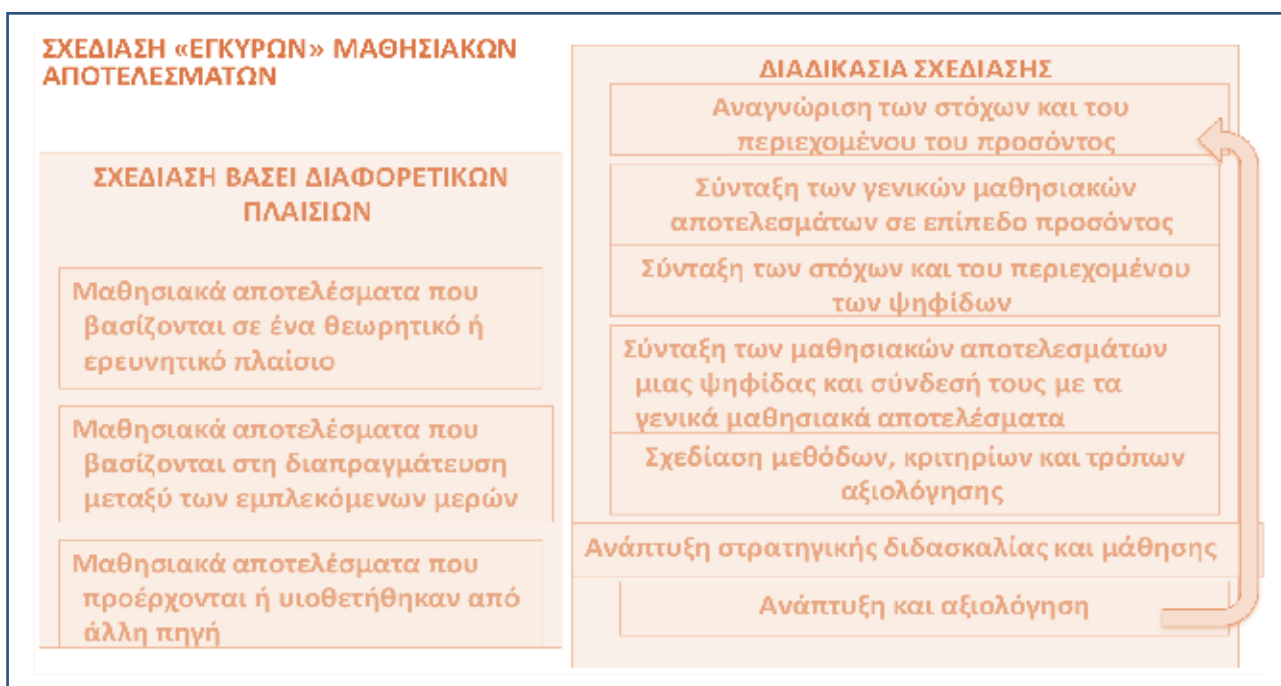 ΣΧΕΔΙΑΣΗ «ΕΓΚΥΡΩΝ» ΜΑΘΗΣΙΑΚΩΝ
ΑΠΟΤΕΛΕΣΜΑΤΩΝ
ΣΧΕΔΙΑΣΗ ΒΑΣΕΙ ΔΙΑΦΟΡΕΤΙΚΩΝ
ΠΛΑΙΣΙΩΝ
Μαθησιακά αποτελέσματα που
βασίζονται σε ένα θεωρητικό ή
ερευνητικό πλαίσιο
Μαθησιακά αποτελέσματα που
βασίζονται στη διαπραγμάτευση
μεταξύ των εμπλεκόμενων μερών
Μαθησιακά αποτελέσματα που
προέρχονται ή υιοθετήθηκαν από
άλλη πηγή
ΔΙΑΔΙΚΑΣΙΑ ΣΧΕΔΙΑΣΗΣ
Αναγνώριση των στόχων και του
περιεχομένου του προσόντος
Σύνταξη των γενικών μαθησιακών
αποτελεσμάτων σε επίπεδο προσόντος
Σύνταξη των στόχων και του περιεχομένου
των ψηφίδων
Σύνταξη των μαθησιακών αποτελεσμάτων
μιας ψηφίδας και σύνδεσή τους με τα
γενικά μαθησιακά αποτελέσματα
Σχεδίαση μεθόδων, κριτηρίων και τρόπων
αξιολόγησης
Ανάπτυξη στρατηγικής διδασκαλίας και μάθησης
Ανάπτυξη και αξιολόγηση